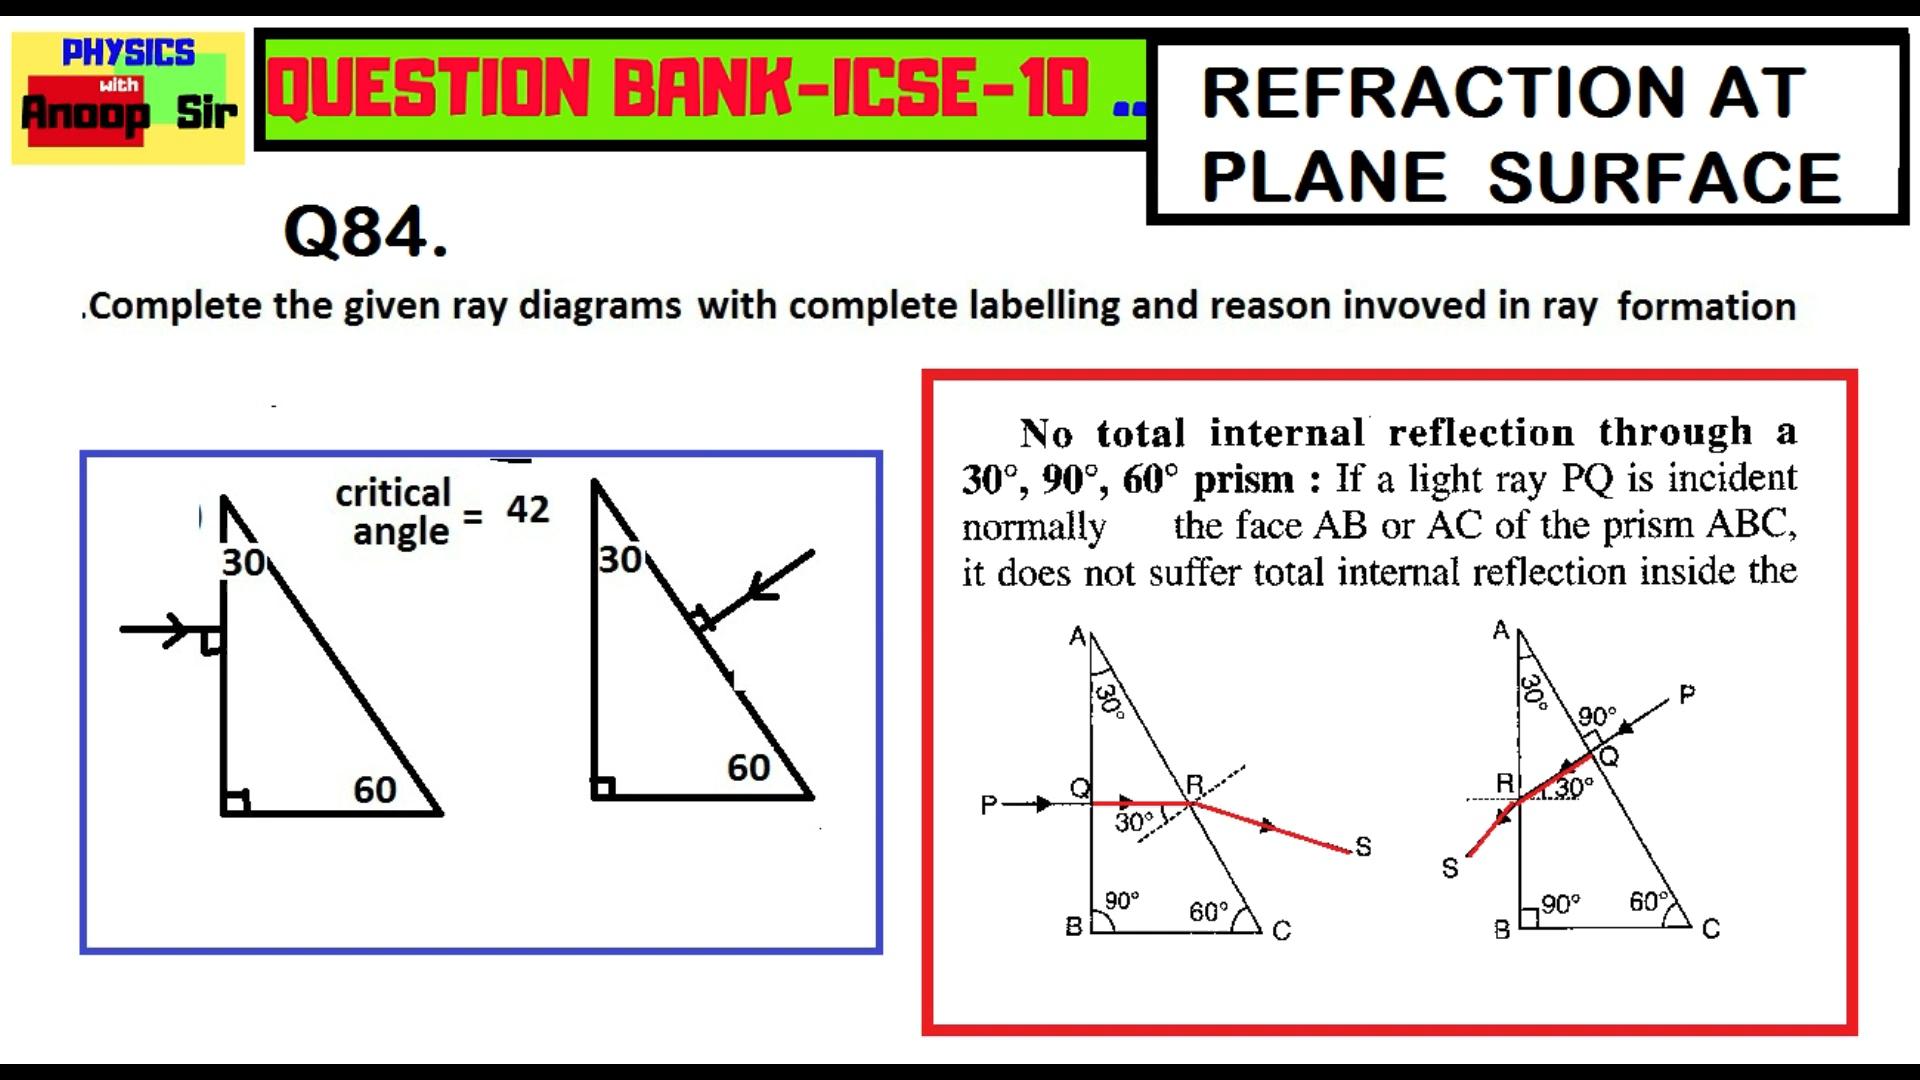 PHYSICS
with
Anoop Sir
QUESTION BANK-ICSE-10 ..
REFRACTION AT
PLANE SURFACE
Q84.
.Complete the given ray diagrams with complete labelling and reason invoved in ray formation
critical
angle = 42
30
60
30
60
No total internal reflection through a
30°, 90°, 60° prism : If a light ray PQ is incident
normally the face AB or AC of the prism ABC,
it does not suffer total internal reflection inside the
A
30°
Q
R
P
30°
S
90°
60°
B
C
A
30°
P
90°
Q
R
30°
S
90°
60°
B
C